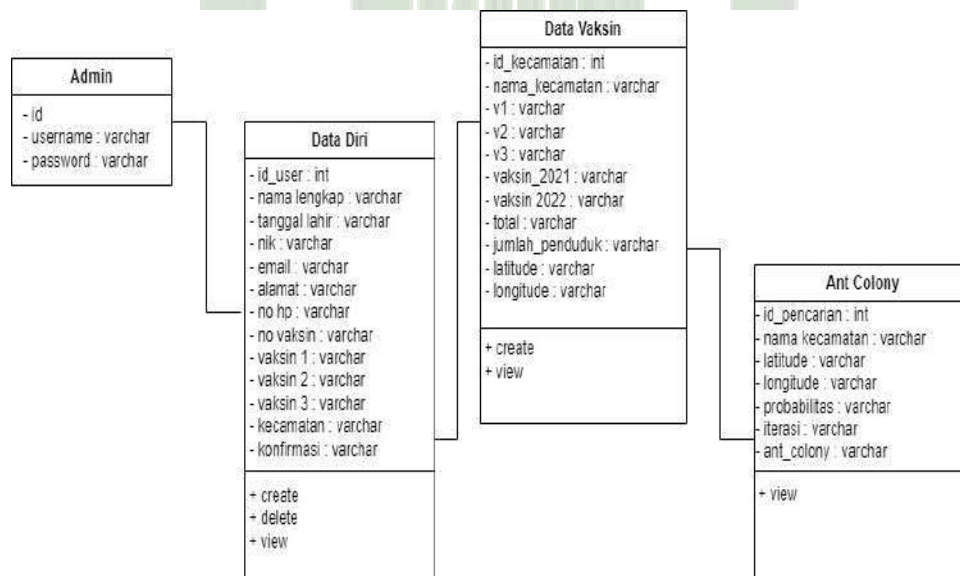 Admin
- id
- username : varchar
- password : varchar
Data Diri
- id_user : int
- nama lengkap : varchar
- tanggal lahir : varchar
- nik : varchar
- email : varchar
- alamat : varchar
- no hp : varchar
- no vaksin : varchar
- vaksin 1 : varchar
- vaksin 2 : varchar
- vaksin 3 : varchar
- kecamatan : varchar
- konfirmasi : varchar
+ create
+ delete
+ view
Data Vaksin
- id_kecamatan : int
- nama_kecamatan : varchar
- v1 : varchar
- v2 : varchar
- v3 : varchar
- vaksin_2021 : varchar
- vaksin 2022 : varchar
- total : varchar
- jumlah_penduduk : varchar
- latitude : varchar
- longitude : varchar
+ create
+ view
Ant Colony
- id_pencarian : int
- nama kecamatan : varchar
- latitude : varchar
- longitude : varchar
- probabilitas : varchar
- iterasi : varchar
- ant_colony : varchar
+ view